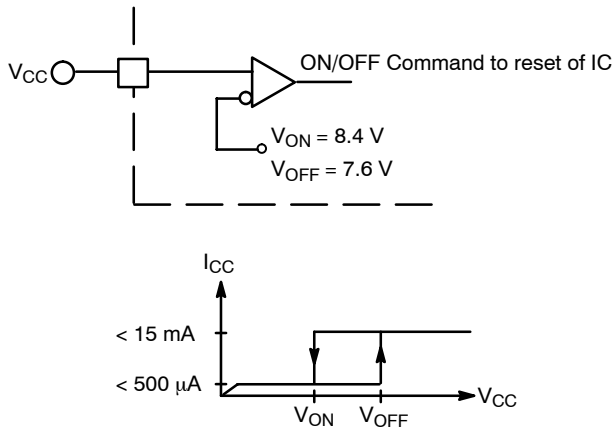 V_CC
ON/OFF Command to reset of IC
V_ON = 8.4 V
V_OFF = 7.6 V
I_CC
< 15 mA
< 500 μA
V_CC
V_ON
V_OFF